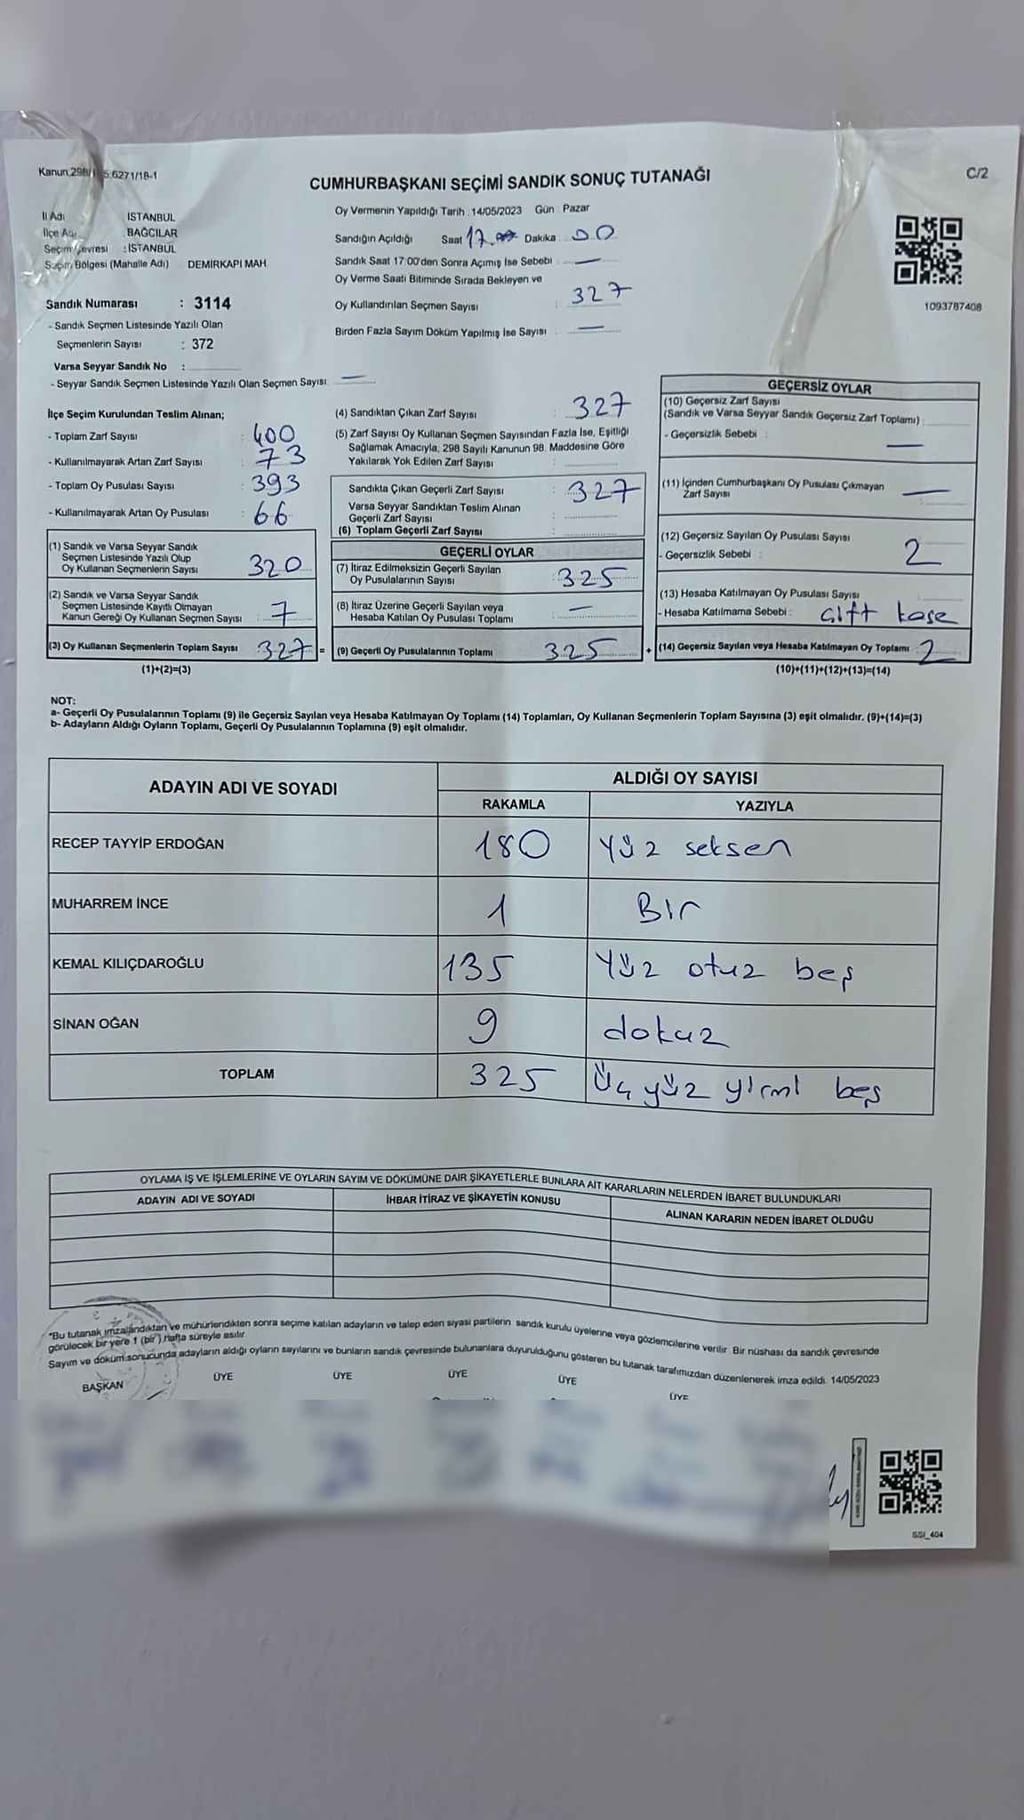 Kanun.298/ 5.6271/18-1
CUMHURBAŞKANI SEÇİMİ SANDIK SONUÇ TUTANAĞI
C/2
İl Adı İSTANBUL
İlçe Adı BAĞCILAR
Seçim Çevresi : İSTANBUL
Seçim Bölgesi (Mahalle Adı) DEMİRKAPI MAH
Sandık Numarası : 3114
- Sandık Seçmen Listesinde Yazılı Olan
Seçmenlerin Sayısı : 372
Varsa Seyyar Sandık No :
- Seyyar Sandık Seçmen Listesinde Yazılı Olan Seçmen Sayısı —
Oy Vermenin Yapıldığı Tarih :14/05/2023 Gün : Pazar
Sandığın Açıldığı Saat 17 Dakika 00
Sandık Saat 17:00'den Sonra Açımış İse Sebebi —
Oy Verme Saati Bitiminde Sırada Bekleyen ve
Oy Kullandırılan Seçmen Sayısı : 327
Birden Fazla Sayım Döküm Yapılmış İse Sayısı —
1093787408
İlçe Seçim Kurulundan Teslim Alınan;
- Toplam Zarf Sayısı : 400
- Kullanılmayarak Artan Zarf Sayısı : 73
- Toplam Oy Pusulası Sayısı : 393
- Kullanılmayarak Artan Oy Pusulası : 66
(1) Sandık ve Varsa Seyyar Sandık
Seçmen Listesinde Yazılı Olup
Oy Kullanan Seçmenlerin Sayısı 320
(2) Sandık ve Varsa Seyyar Sandık
Seçmen Listesinde Kayıtlı Olmayan
Kanun Gereği Oy Kullanan Seçmen Sayısı : 7
(3) Oy Kullanan Seçmenlerin Toplam Sayısı 327 =
(1)+(2)=(3)
(4) Sandıktan Çıkan Zarf Sayısı : 327
(5) Zarf Sayısı Oy Kullanan Seçmen Sayısından Fazla İse, Eşitliği
Sağlamak Amacıyla, 298 Sayılı Kanunun 98. Maddesine Göre
Yakılarak Yok Edilen Zarf Sayısı :
Sandıkta Çıkan Geçerli Zarf Sayısı : 327
Varsa Seyyar Sandıktan Teslim Alınan
Geçerli Zarf Sayısı :
(6) Toplam Geçerli Zarf Sayısı :
GEÇERLİ OYLAR
(7) İtiraz Edilmeksizin Geçerli Sayılan
Oy Pusulalarının Sayısı : 325
(8) İtiraz Üzerine Geçerli Sayılan veya
Hesaba Katılan Oy Pusulası Toplamı —
(9) Geçerli Oy Pusulalarının Toplamı 325 +
GEÇERSİZ OYLAR
(10) Geçersiz Zarf Sayısı
(Sandık ve Varsa Seyyar Sandık Geçersiz Zarf Toplamı) :
- Geçersizlik Sebebi : —
(11) İçinden Cumhurbaşkanı Oy Pusulası Çıkmayan
Zarf Sayısı —
(12) Geçersiz Sayılan Oy Pusulası Sayısı
- Geçersizlik Sebebi : 2
(13) Hesaba Katılmayan Oy Pusulası Sayısı
- Hesaba Katılmama Sebebi : çift kaşe
(14) Geçersiz Sayılan veya Hesaba Katılmayan Oy Toplamı 2
(10)+(11)+(12)+(13)=(14)
NOT:
a- Geçerli Oy Pusulalarının Toplamı (9) ile Geçersiz Sayılan veya Hesaba Katılmayan Oy Toplamı (14) Toplamları, Oy Kullanan Seçmenlerin Toplam Sayısına (3) eşit olmalıdır. (9)+(14)=(3)
b- Adayların Aldığı Oyların Toplamı, Geçerli Oy Pusulalarının Toplamına (9) eşit olmalıdır.
ADAYIN ADI VE SOYADI ALDIĞI OY SAYISI
RAKAMLA YAZIYLA
RECEP TAYYİP ERDOĞAN 180 Yüz seksen
MUHARREM İNCE 1 Bir
KEMAL KILIÇDAROĞLU 135 Yüz otuz beş
SİNAN OĞAN 9 dokuz
TOPLAM 325 Üç yüz yirmi beş
OYLAMA İŞ VE İŞLEMLERİNE VE OYLARIN SAYIM VE DÖKÜMÜNE DAİR ŞİKAYETLERLE BUNLARA AİT KARARLARIN NELERDEN İBARET BULUNDUKLARI
ADAYIN ADI VE SOYADI İHBAR İTİRAZ VE ŞİKAYETİN KONUSU ALINAN KARARIN NEDEN İBARET OLDUĞU
*Bu tutanak imzalandıktan ve mühürlendikten sonra seçime katılan adayların ve talep eden siyasi partilerin sandık kurulu üyelerine veya gözlemcilerine verilir. Bir nüshası da sandık çevresinde
görülecek bir yere 1 (bir) hafta süreyle asılır.
Sayım ve döküm sonucunda adayların aldığı oyların sayılarını ve bunların sandık çevresinde bulunanlara duyurulduğunu gösteren bu tutanak tarafımızdan düzenlenerek imza edildi. 14/05/2023
BAŞKAN ÜYE ÜYE ÜYE ÜYE ÜYE
SSI_404